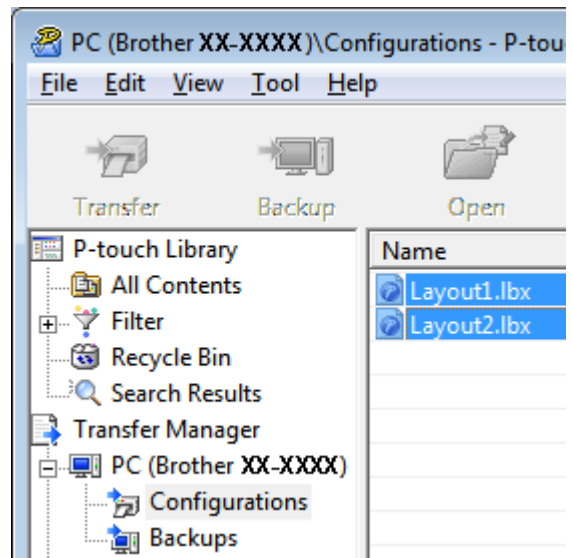 PC (Brother XX-XXXX)\Configurations - P-tou
File Edit View Tool Help
Transfer Backup Open
P-touch Library
All Contents
Filter
Recycle Bin
Search Results
Transfer Manager
PC (Brother XX-XXXX)
Configurations
Backups
Name
Layout1.lbx
Layout2.lbx